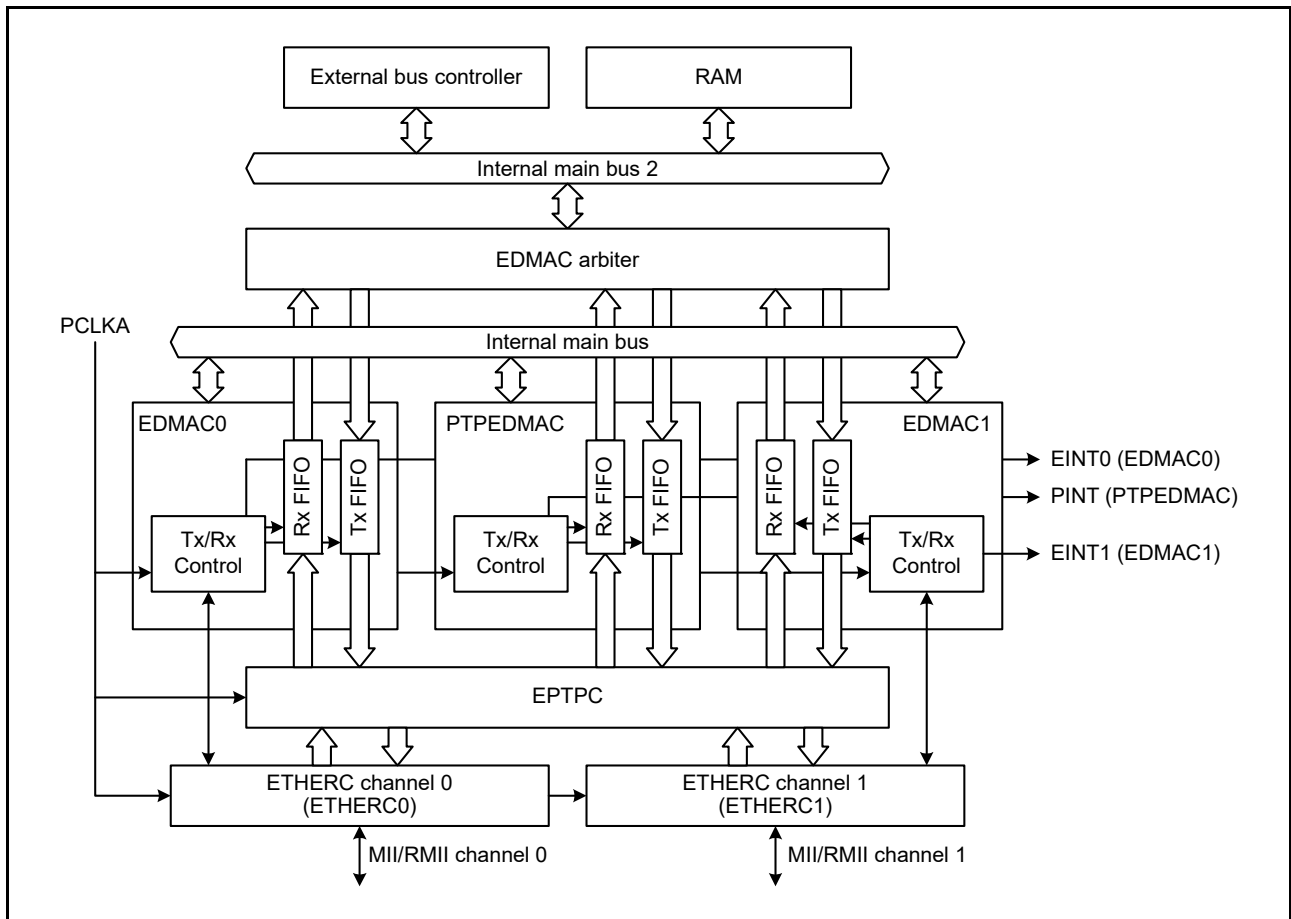 External bus controller
RAM
Internal main bus 2
EDMAC arbiter
PCLKA
Internal main bus
EDMAC0
PTPEDMAC
EDMAC1
Rx FIFO
Tx FIFO
Rx FIFO
Tx FIFO
Rx FIFO
Tx FIFO
EINT0 (EDMAC0)
PINT (PTPEDMAC)
EINT1 (EDMAC1)
Tx/Rx
Control
Tx/Rx
Control
Tx/Rx
Control
EPTPC
ETHERC channel 0
(ETHERC0)
ETHERC channel 1
(ETHERC1)
MII/RMII channel 0
MII/RMII channel 1